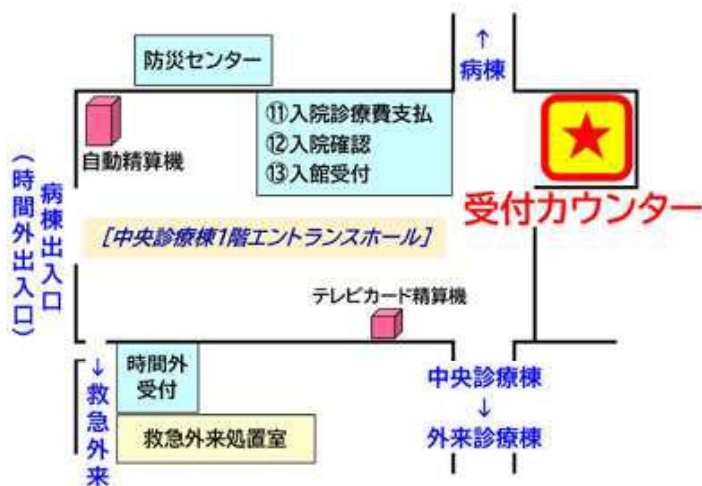 防災センター
↑
病棟
⑪入院診療費支払
⑫入院確認
⑬入館受付
自動精算機
受付カウンター
病棟出入口
（時間外出入口）
［中央診療棟1階エントランスホール］
テレビカード精算機
↓救急外来
時間外
受付
救急外来処置室
中央診療棟
↓
外来診療棟